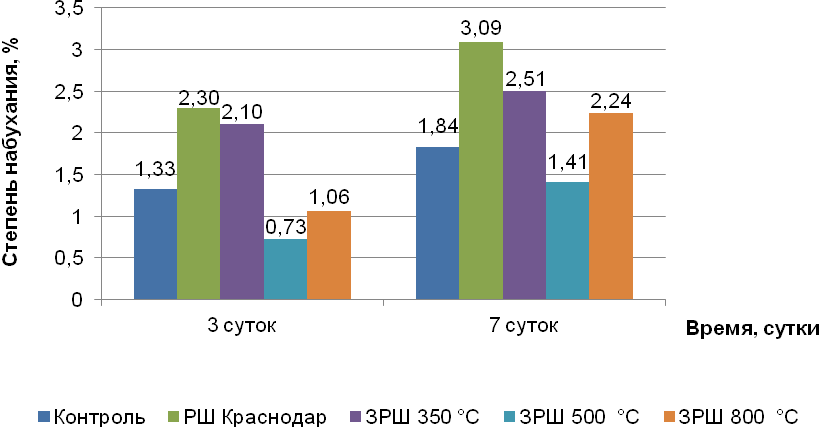 Степень набухания, %
3,5
3
2,5
2
1,5
1
0,5
0
1,33
2,30
2,10
0,73
1,06
1,84
3,09
2,51
1,41
2,24
3 суток
7 суток
Время, сутки
Контроль
РШ Краснодар
ЗРШ 350 °С
ЗРШ 500 °С
ЗРШ 800 °С